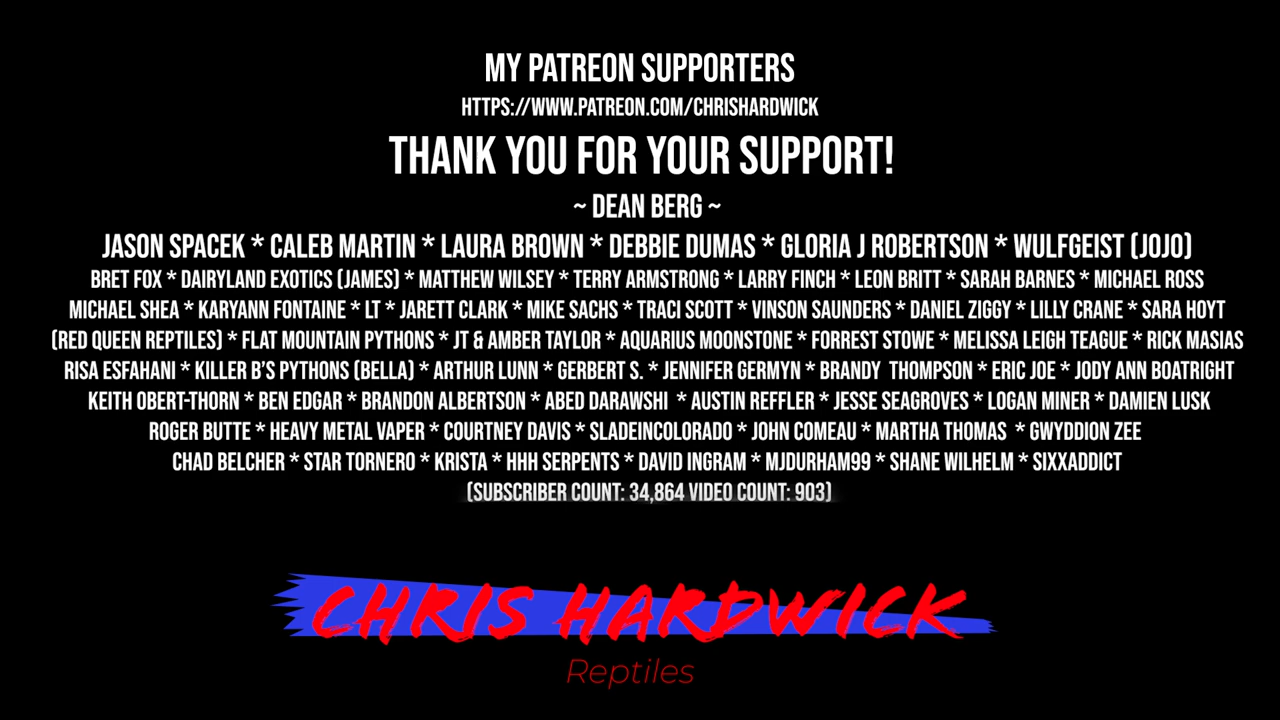 MY PATREON SUPPORTERS
HTTPS://WWW.PATREON.COM/CHRISHARDWICK
THANK YOU FOR YOUR SUPPORT!
~ DEAN BERG ~
JASON SPACEK * CALEB MARTIN * LAURA BROWN * DEBBIE DUMAS * GLORIA J ROBERTSON * WULFGEIST (JOJO)
BRET FOX * DAIRYLAND EXOTICS (JAMES) * MATTHEW WILSEY * TERRY ARMSTRONG * LARRY FINCH * LEON BRITT * SARAH BARNES * MICHAEL ROSS
MICHAEL SHEA * KARYANN FONTAINE * LT * JARETT CLARK * MIKE SACHS * TRACI SCOTT * VINSON SAUNDERS * DANIEL ZIGGY * LILLY CRANE * SARA HOYT
(RED QUEEN REPTILES) * FLAT MOUNTAIN PYTHONS * JT & AMBER TAYLOR * AQUARIUS MOONSTONE * FORREST STOWE * MELISSA LEIGH TEAGUE * RICK MASIAS
RISA ESFAHANI * KILLER B'S PYTHONS (BELLA) * ARTHUR LUNN * GERBERT S. * JENNIFER GERMYN * BRANDY  THOMPSON * ERIC JOE * JODY ANN BOATRIGHT
KEITH OBERT-THORN * BEN EDGAR * BRANDON ALBERTSON * ABED DARAWSHI  * AUSTIN REFFLER * JESSE SEAGROVES * LOGAN MINER * DAMIEN LUSK
ROGER BUTTE * HEAVY METAL VAPER * COURTNEY DAVIS * SLADEINCOLORADO * JOHN COMEAU * MARTHA THOMAS  * GWYDDION ZEE
CHAD BELCHER * STAR TORNERO * KRISTA * HHH SERPENTS * DAVID INGRAM * MJDURHAM99 * SHANE WILHELM * SIXXADDICT
(SUBSCRIBER COUNT: 34,864 VIDEO COUNT: 903)
CHRIS HARDWICK
Reptiles